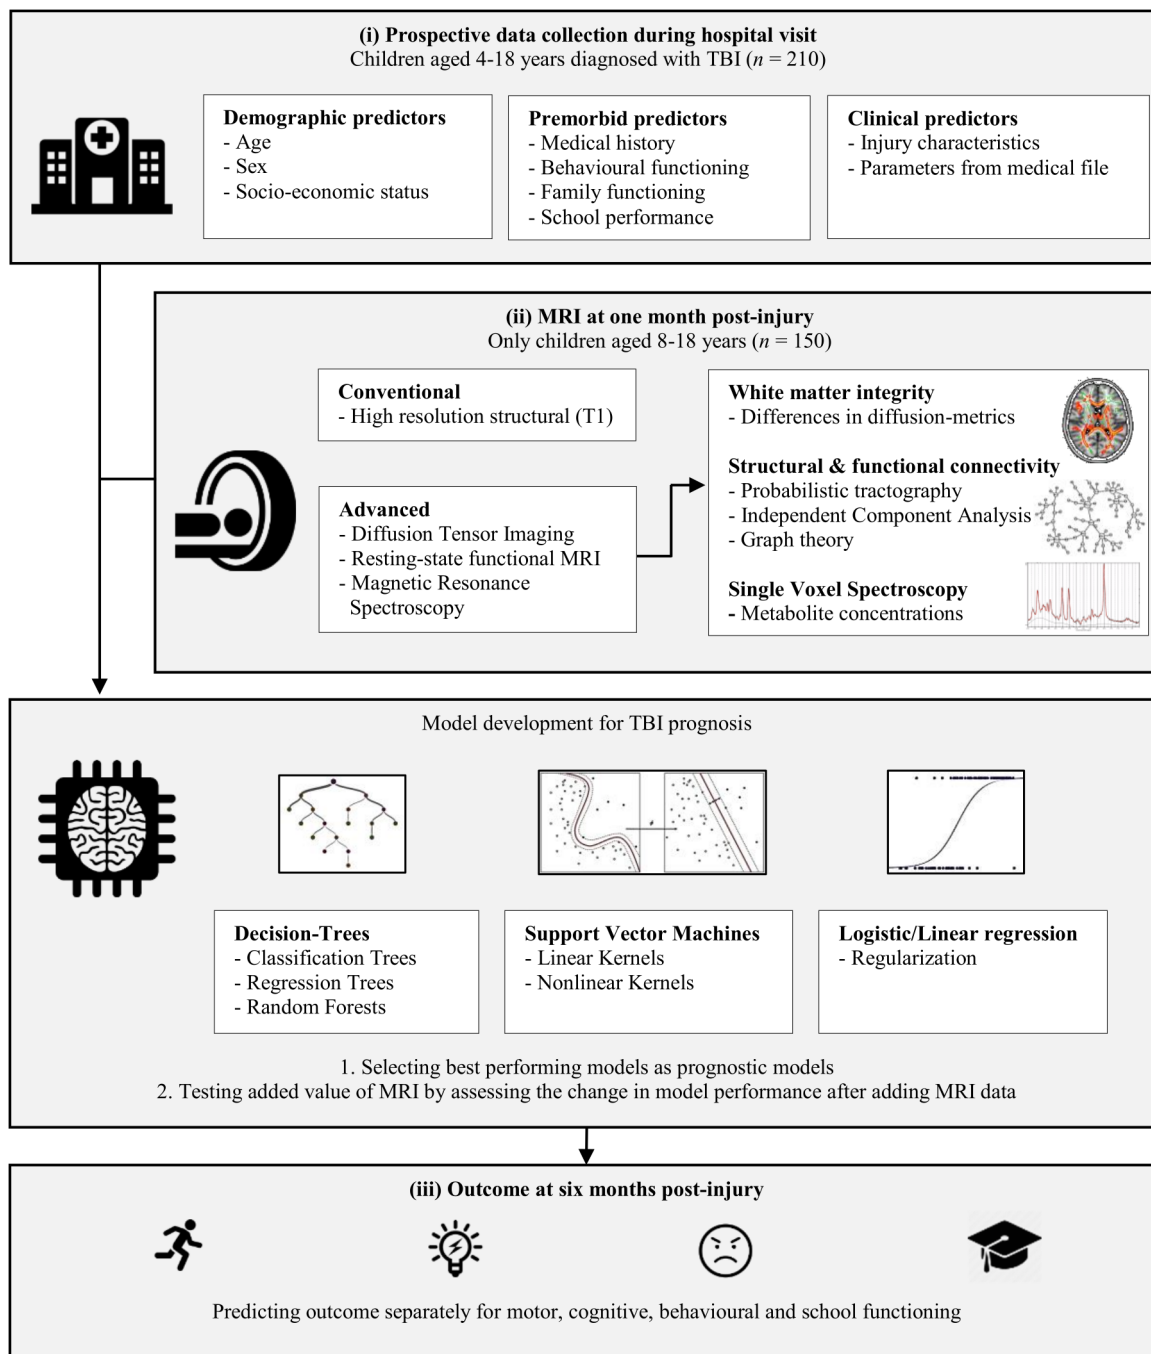 (i) Prospective data collection during hospital visit
Children aged 4-18 years diagnosed with TBI (n = 210)
Demographic predictors
- Age
- Sex
- Socio-economic status
Premorbid predictors
- Medical history
- Behavioural functioning
- Family functioning
- School performance
Clinical predictors
- Injury characteristics
- Parameters from medical file
(ii) MRI at one month post-injury
Only children aged 8-18 years (n = 150)
Conventional
- High resolution structural (T1)
Advanced
- Diffusion Tensor Imaging
- Resting-state functional MRI
- Magnetic Resonance
Spectroscopy
White matter integrity
- Differences in diffusion-metrics
Structural & functional connectivity
- Probabilistic tractography
- Independent Component Analysis
- Graph theory
Single Voxel Spectroscopy
- Metabolite concentrations
Model development for TBI prognosis
Decision-Trees
- Classification Trees
- Regression Trees
- Random Forests
Support Vector Machines
- Linear Kernels
- Nonlinear Kernels
Logistic/Linear regression
- Regularization
1. Selecting best performing models as prognostic models
2. Testing added value of MRI by assessing the change in model performance after adding MRI data
(iii) Outcome at six months post-injury
Predicting outcome separately for motor, cognitive, behavioural and school functioning